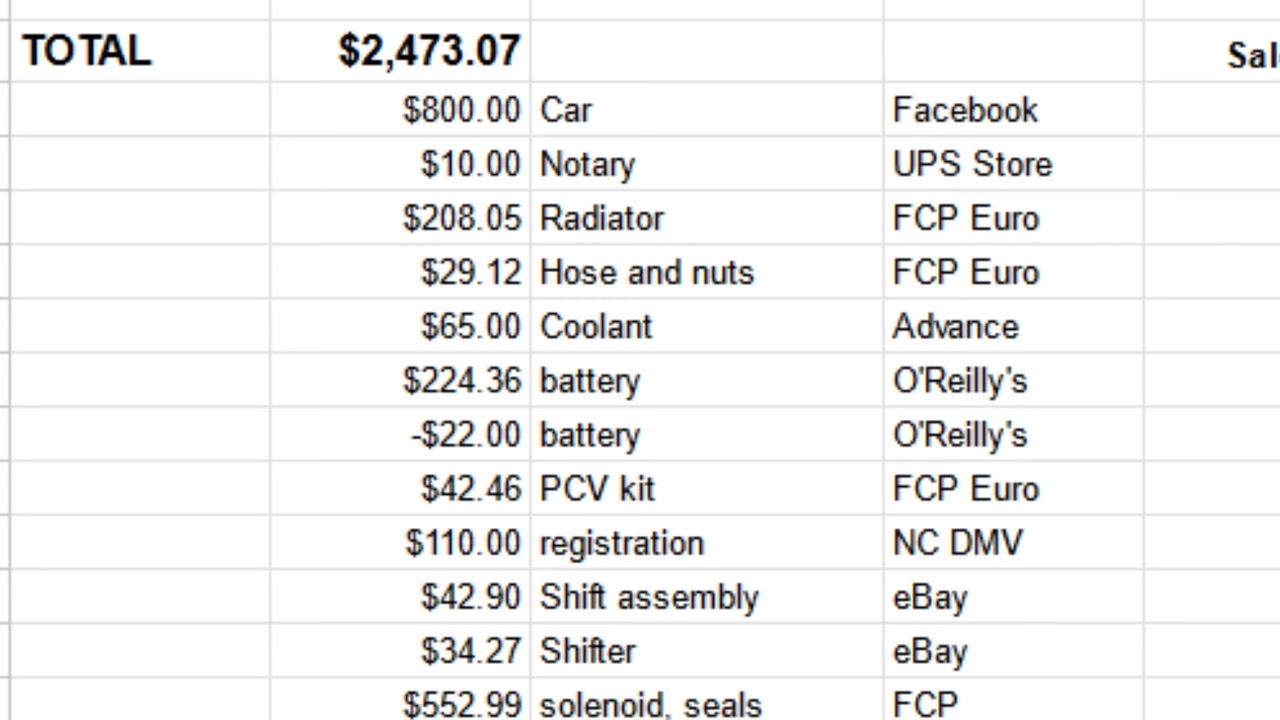 TOTAL $2,473.07 Sal
$800.00 Car Facebook
$10.00 Notary UPS Store
$208.05 Radiator FCP Euro
$29.12 Hose and nuts FCP Euro
$65.00 Coolant Advance
$224.36 battery O'Reilly's
-$22.00 battery O'Reilly's
$42.46 PCV kit FCP Euro
$110.00 registration NC DMV
$42.90 Shift assembly eBay
$34.27 Shifter eBay
$552.99 solenoid, seals FCP